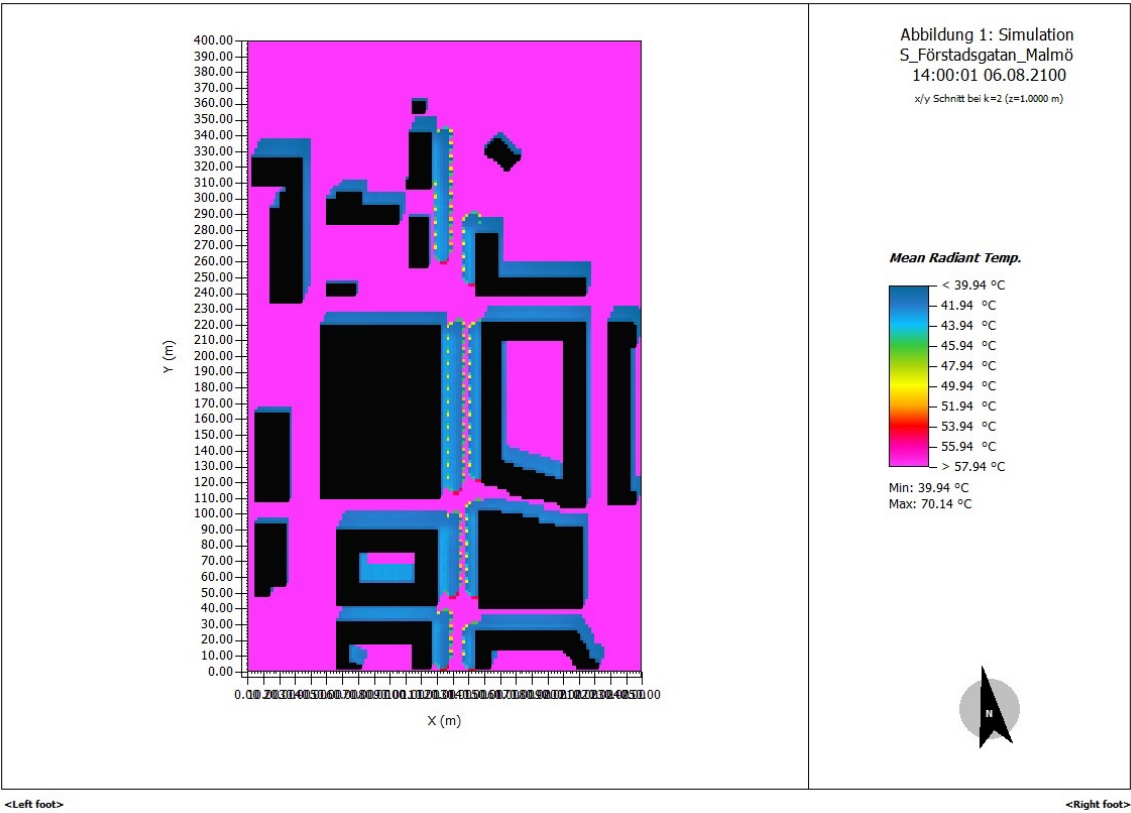 Abbildung 1: Simulation
S_Förstadsgatan_Malmö
14:00:01 06.08.2100
x/y Schnitt bei k=2 (z=1.0000 m)
400.00
390.00
380.00
370.00
360.00
350.00
340.00
330.00
320.00
310.00
300.00
290.00
280.00
270.00
260.00
250.00
240.00
230.00
220.00
210.00
200.00
190.00
180.00
170.00
160.00
150.00
140.00
130.00
120.00
110.00
100.00
90.00
80.00
70.00
60.00
50.00
40.00
30.00
20.00
10.00
0.00
Y (m)
X (m)
Mean Radiant Temp.
< 39.94 °C
41.94 °C
43.94 °C
45.94 °C
47.94 °C
49.94 °C
51.94 °C
53.94 °C
55.94 °C
> 57.94 °C
Min: 39.94 °C
Max: 70.14 °C
N
<Left foot>
<Right foot>